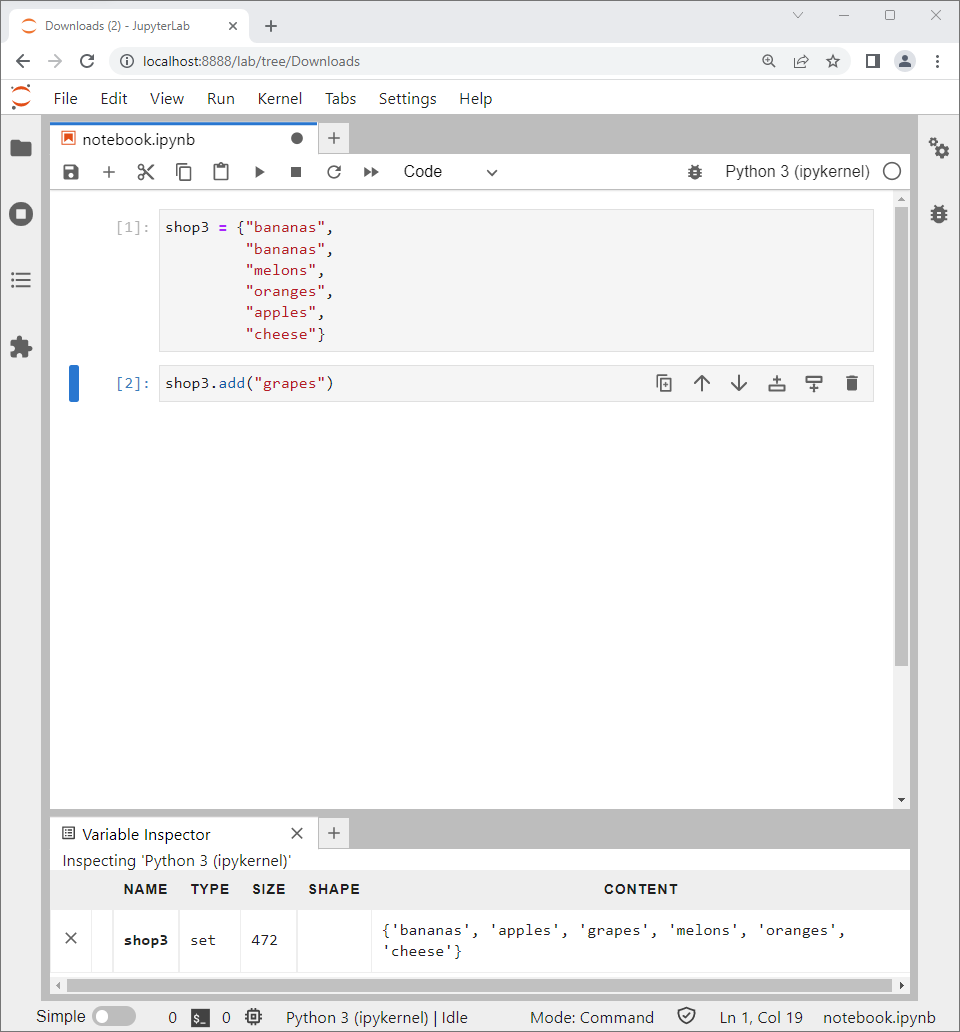 Downloads (2) - JupyterLab
localhost:8888/lab/tree/Downloads
File Edit View Run Kernel Tabs Settings Help
notebook.ipynb
Code Python 3 (ipykernel)
[1]: shop3 = {"bananas",
"bananas",
"melons",
"oranges",
"apples",
"cheese"}
[2]: shop3.add("grapes")
Variable Inspector
Inspecting 'Python 3 (ipykernel)'
NAME TYPE SIZE SHAPE CONTENT
shop3 set 472 {'bananas', 'apples', 'grapes', 'melons', 'oranges',
'cheese'}
Simple 0 $_ 0 Python 3 (ipykernel) | Idle Mode: Command Ln 1, Col 19 notebook.ipynb